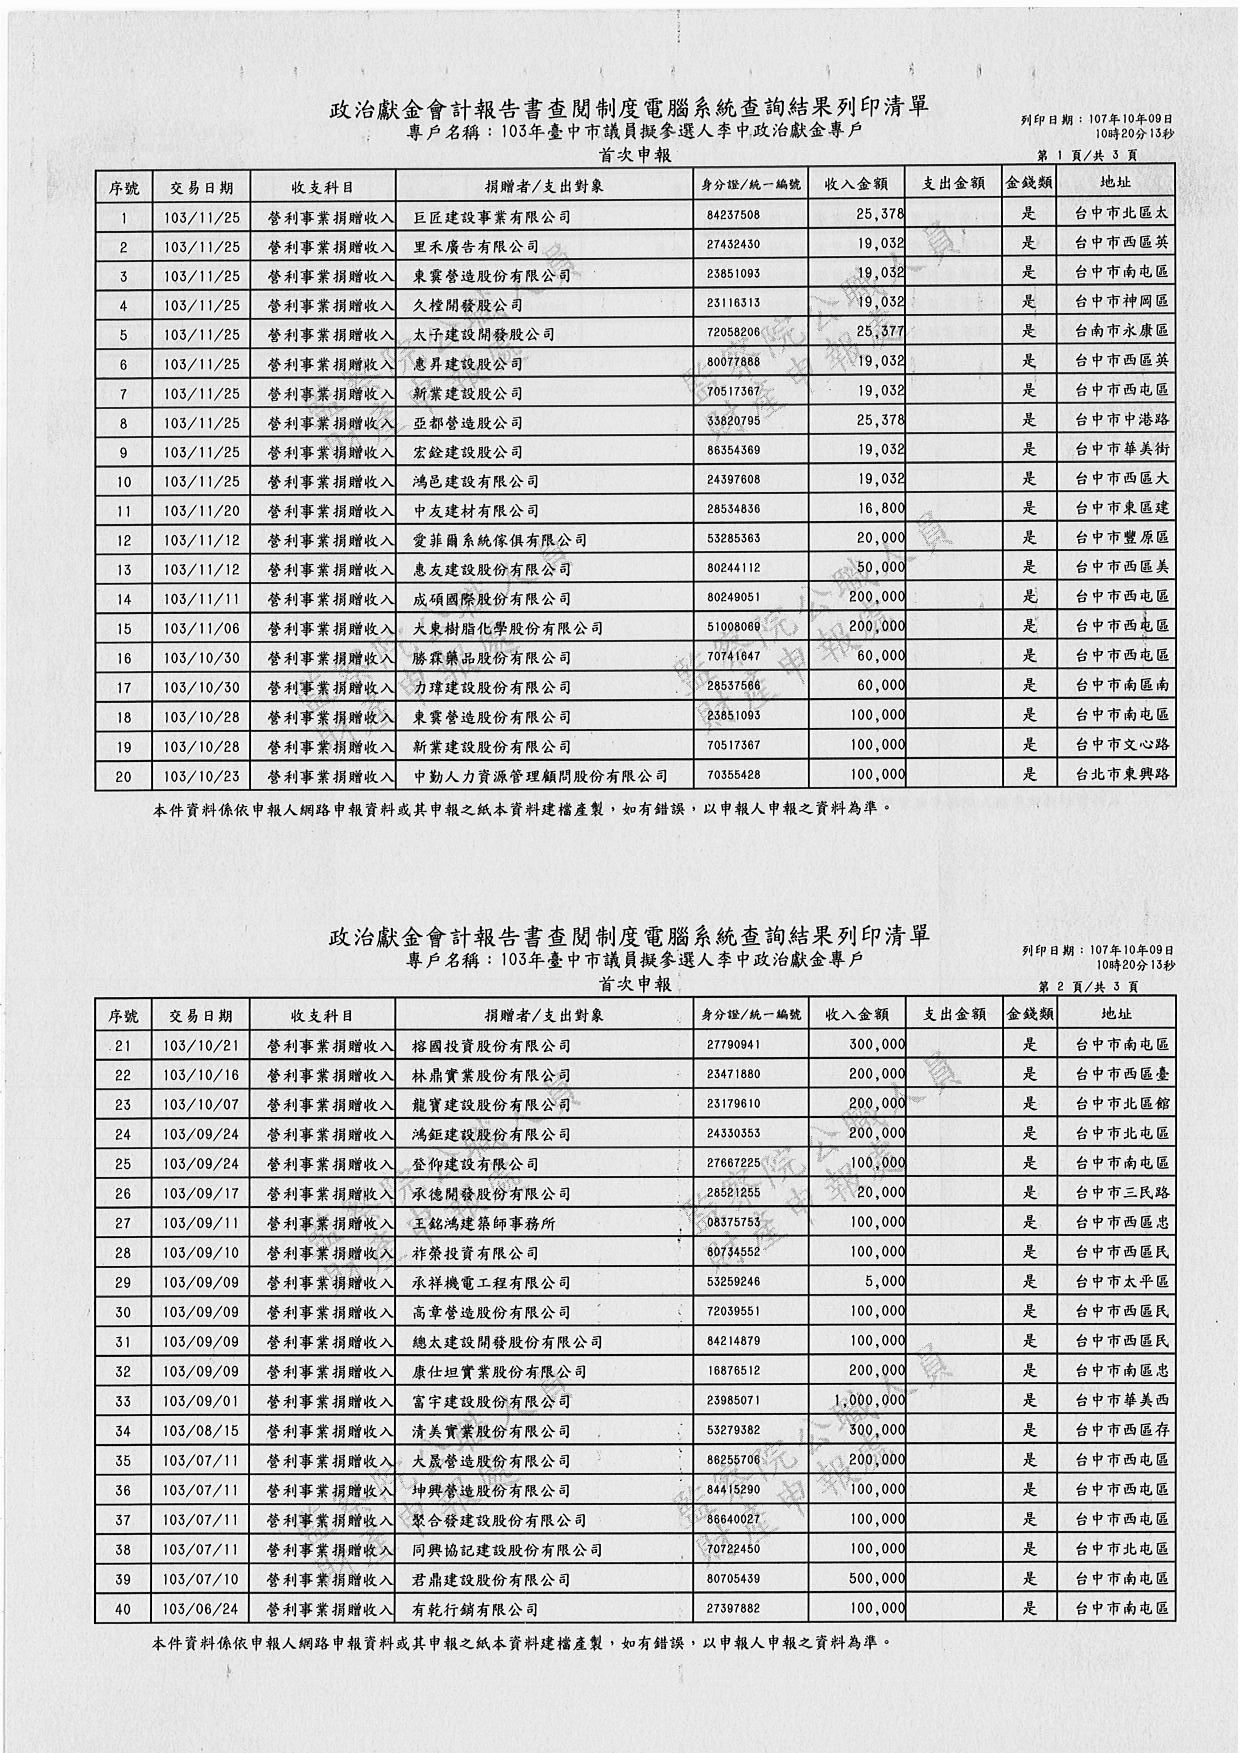 政治獻金會計報告書查閱制度電腦系統查詢結果列印清單
專戶名稱：103年臺中市議員擬參選人李中政治獻金專戶
列印日期：107年10年09日
10時20分13秒
首次申報
第 1 頁/共 3 頁
序號 交易日期 收支科目 捐贈者/支出對象 身分證/統一編號 收入金額 支出金額 金錢類 地址
1 103/11/25 營利事業捐贈收入 巨匠建設事業有限公司 84237508 25,378 是 台中市北區太
2 103/11/25 營利事業捐贈收入 里禾廣告有限公司 27432430 19,032 是 台中市西區英
3 103/11/25 營利事業捐贈收入 東霙營造股份有限公司 23851093 19,032 是 台中市南屯區
4 103/11/25 營利事業捐贈收入 久樘開發股公司 23116313 19,032 是 台中市神岡區
5 103/11/25 營利事業捐贈收入 太子建設開發股公司 72058206 25,377 是 台南市永康區
6 103/11/25 營利事業捐贈收入 惠昇建設股公司 80077888 19,032 是 台中市西區英
7 103/11/25 營利事業捐贈收入 新業建設股公司 70517367 19,032 是 台中市西屯區
8 103/11/25 營利事業捐贈收入 亞都營造股公司 33820795 25,378 是 台中市中港路
9 103/11/25 營利事業捐贈收入 宏銓建設股公司 86354369 19,032 是 台中市華美街
10 103/11/25 營利事業捐贈收入 鴻邑建設有限公司 24397608 19,032 是 台中市西區大
11 103/11/20 營利事業捐贈收入 中友建材有限公司 28534836 16,800 是 台中市東區建
12 103/11/12 營利事業捐贈收入 愛菲爾系統傢俱有限公司 53285363 20,000 是 台中市豐原區
13 103/11/12 營利事業捐贈收入 惠友建設股份有限公司 80244112 50,000 是 台中市西區美
14 103/11/11 營利事業捐贈收入 成碩國際股份有限公司 80249051 200,000 是 台中市西屯區
15 103/11/06 營利事業捐贈收入 大東樹脂化學股份有限公司 51008069 200,000 是 台中市西屯區
16 103/10/30 營利事業捐贈收入 勝霖藥品股份有限公司 70741647 60,000 是 台中市西屯區
17 103/10/30 營利事業捐贈收入 力瑋建設股份有限公司 28537566 60,000 是 台中市南區南
18 103/10/28 營利事業捐贈收入 東霙營造股份有限公司 23851093 100,000 是 台中市南屯區
19 103/10/28 營利事業捐贈收入 新業建設股份有限公司 70517367 100,000 是 台中市文心路
20 103/10/23 營利事業捐贈收入 中勤人力資源管理顧問股份有限公司 70355428 100,000 是 台北市東興路
本件資料係依申報人網路申報資料或其申報之紙本資料建檔產製，如有錯誤，以申報人申報之資料為準。
監察院公職人員
財產申報處
政治獻金會計報告書查閱制度電腦系統查詢結果列印清單
專戶名稱：103年臺中市議員擬參選人李中政治獻金專戶
列印日期：107年10年09日
10時20分13秒
首次申報
第 2 頁/共 3 頁
序號 交易日期 收支科目 捐贈者/支出對象 身分證/統一編號 收入金額 支出金額 金錢類 地址
21 103/10/21 營利事業捐贈收入 榕國投資股份有限公司 27790941 300,000 是 台中市南屯區
22 103/10/16 營利事業捐贈收入 林鼎實業股份有限公司 23471880 200,000 是 台中市西區臺
23 103/10/07 營利事業捐贈收入 龍寶建設股份有限公司 23179610 200,000 是 台中市北區館
24 103/09/24 營利事業捐贈收入 鴻鉅建設股份有限公司 24330353 200,000 是 台中市北屯區
25 103/09/24 營利事業捐贈收入 登仰建設有限公司 27667225 100,000 是 台中市南屯區
26 103/09/17 營利事業捐贈收入 承德開發股份有限公司 28521255 20,000 是 台中市三民路
27 103/09/11 營利事業捐贈收入 王銘鴻建築師事務所 08375753 100,000 是 台中市西區忠
28 103/09/10 營利事業捐贈收入 祚榮投資有限公司 80734552 100,000 是 台中市西區民
29 103/09/09 營利事業捐贈收入 承祥機電工程有限公司 53259246 5,000 是 台中市太平區
30 103/09/09 營利事業捐贈收入 高章營造股份有限公司 72039551 100,000 是 台中市西區民
31 103/09/09 營利事業捐贈收入 總太建設開發股份有限公司 84214879 100,000 是 台中市西區民
32 103/09/09 營利事業捐贈收入 康仕坦實業股份有限公司 16876512 200,000 是 台中市南區忠
33 103/09/01 營利事業捐贈收入 富宇建設股份有限公司 23985071 1,000,000 是 台中市華美西
34 103/08/15 營利事業捐贈收入 清美實業股份有限公司 53279382 300,000 是 台中市西區存
35 103/07/11 營利事業捐贈收入 大晟營造股份有限公司 86255706 200,000 是 台中市西屯區
36 103/07/11 營利事業捐贈收入 坤興營造股份有限公司 84415290 100,000 是 台中市西屯區
37 103/07/11 營利事業捐贈收入 聚合發建設股份有限公司 86640027 100,000 是 台中市西屯區
38 103/07/11 營利事業捐贈收入 同興協記建設股份有限公司 70722450 100,000 是 台中市北屯區
39 103/07/10 營利事業捐贈收入 君鼎建設股份有限公司 80705439 500,000 是 台中市南屯區
40 103/06/24 營利事業捐贈收入 有乾行銷有限公司 27397882 100,000 是 台中市南屯區
本件資料係依申報人網路申報資料或其申報之紙本資料建檔產製，如有錯誤，以申報人申報之資料為準。
監察院公職人員
財產申報處